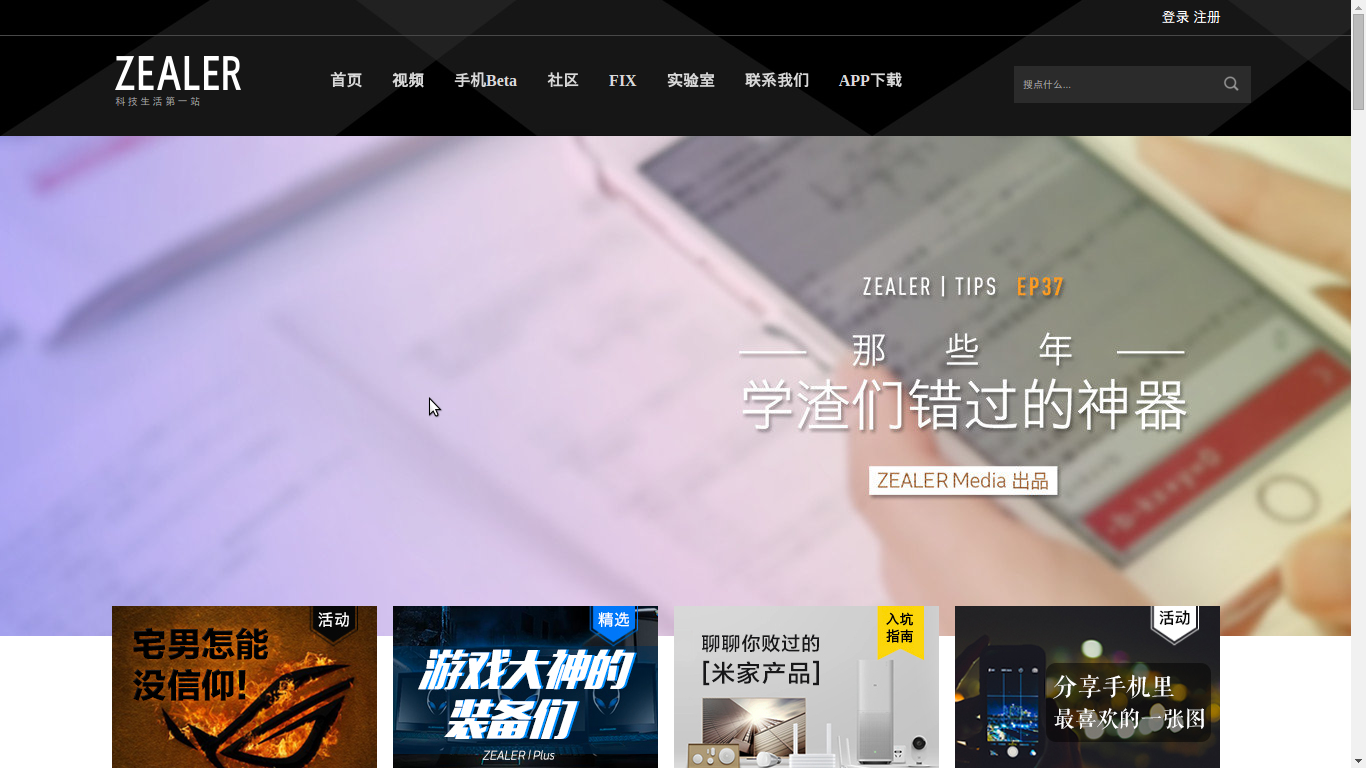 登录 注册
ZEALER
科技生活第一站
首页 视频 手机Beta 社区 FIX 实验室 联系我们 APP下载
搜点什么...
ZEALER | TIPS EP37
那些年
学渣们错过的神器
ZEALER Media 出品
活动
宅男怎能
没信仰!
精选
游戏大神的
装备们
ZEALER | Plus
入坑
指南
聊聊你败过的
[米家产品]
活动
分享手机里
最喜欢的一张图